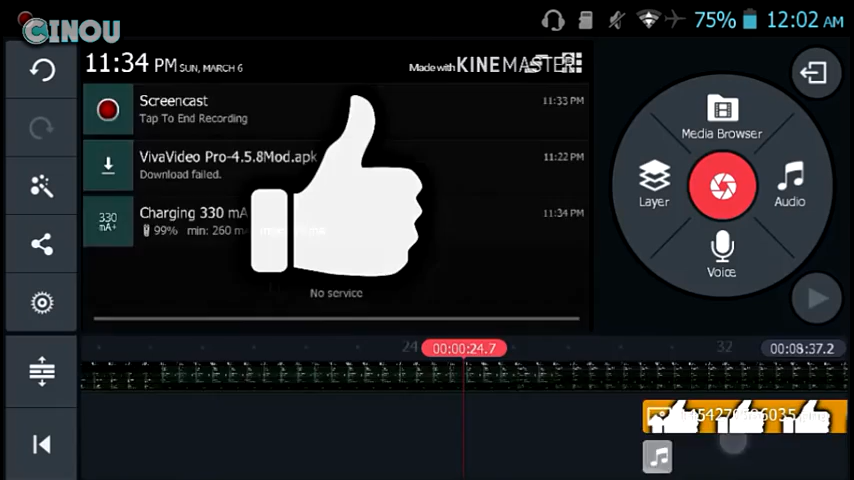 CINOU
75% 12:02 AM
11:34 PM SUN, MARCH 6
Made with KINEMASTER
Screencast
11:33 PM
Tap To End Recording
VivaVideo Pro-4.5.8Mod.apk
11:22 PM
Download failed.
330 mA+
Charging 330 mA
11:34 PM
99% min: 260 m
No service
Media Browser
Layer
Audio
Voice
24
00:00:24.7
32
00:08:37.2